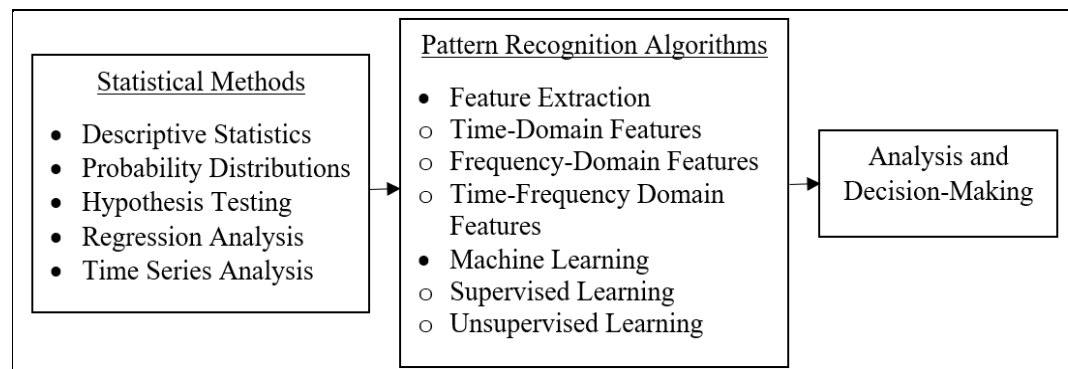 Statistical Methods
• Descriptive Statistics
• Probability Distributions
• Hypothesis Testing
• Regression Analysis
• Time Series Analysis
Pattern Recognition Algorithms
• Feature Extraction
o Time-Domain Features
o Frequency-Domain Features
o Time-Frequency Domain
Features
• Machine Learning
o Supervised Learning
o Unsupervised Learning
Analysis and
Decision-Making